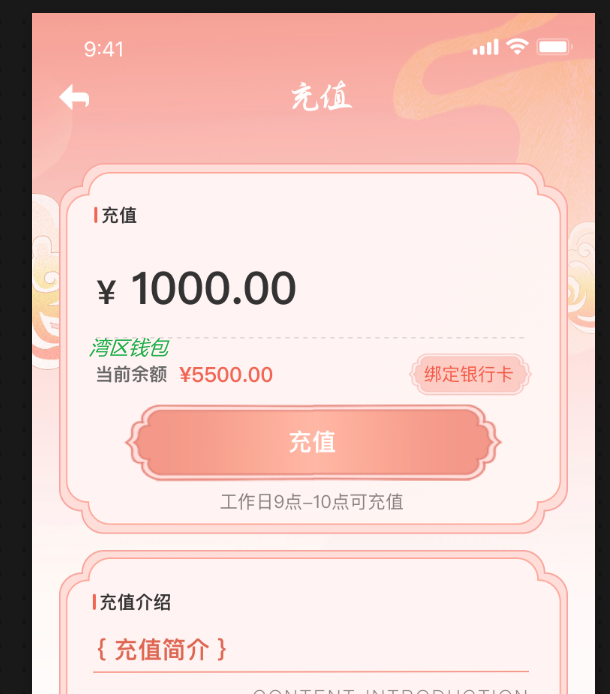 9:41
充值
充值
¥ 1000.00
湾区钱包
当前余额 ¥5500.00 绑定银行卡
充值
工作日9点–10点可充值
充值介绍
{ 充值简介 }
CONTENT INTRODUCTION